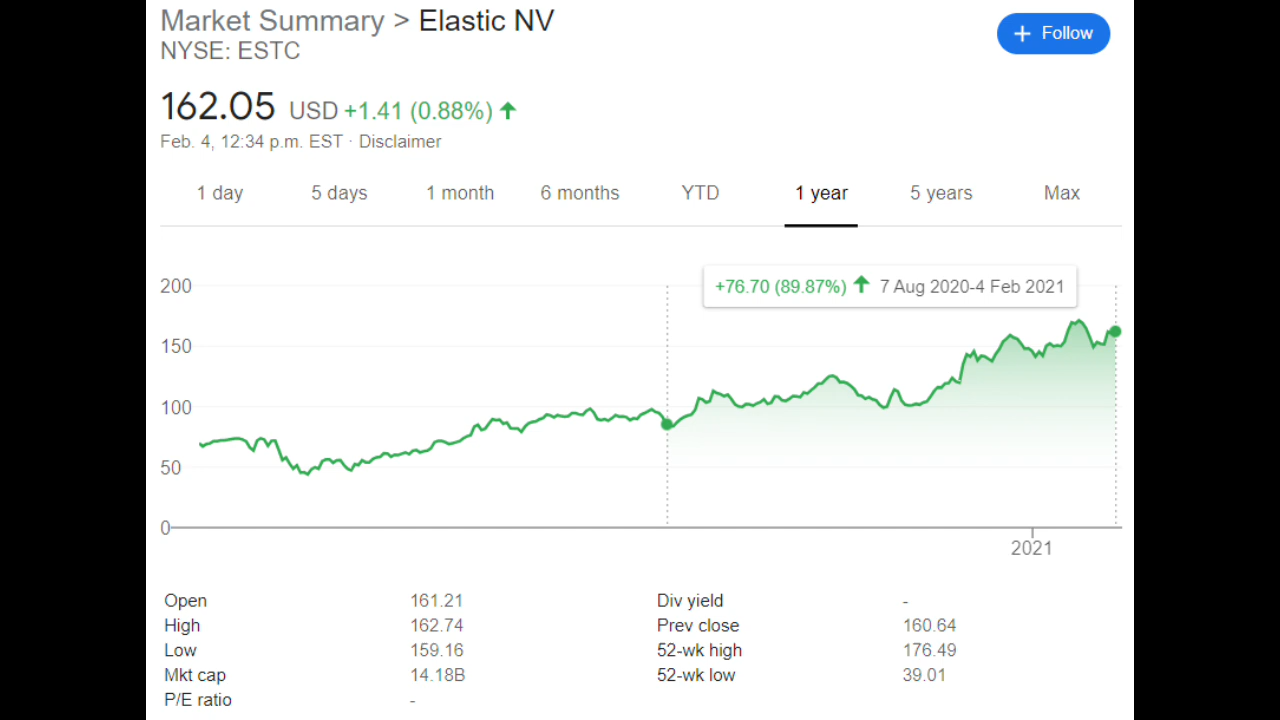 Market Summary > Elastic NV
NYSE: ESTC
+ Follow
162.05 USD +1.41 (0.88%) ↑
Feb. 4, 12:34 p.m. EST · Disclaimer
1 day 5 days 1 month 6 months YTD 1 year 5 years Max
+76.70 (89.87%) ↑ 7 Aug 2020-4 Feb 2021
200
150
100
50
0
2021
Open 161.21 Div yield -
High 162.74 Prev close 160.64
Low 159.16 52-wk high 176.49
Mkt cap 14.18B 52-wk low 39.01
P/E ratio -